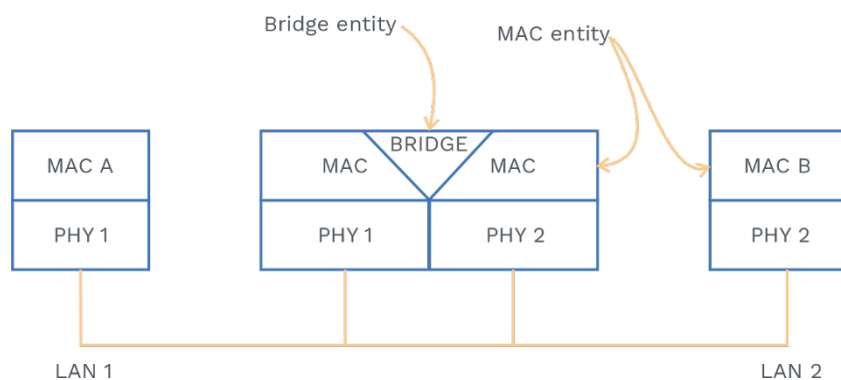 Bridge entity
MAC entity
BRIDGE
MAC A
MAC
MAC
MAC B
PHY 1
PHY 1
PHY 2
PHY 2
LAN 1
LAN 2